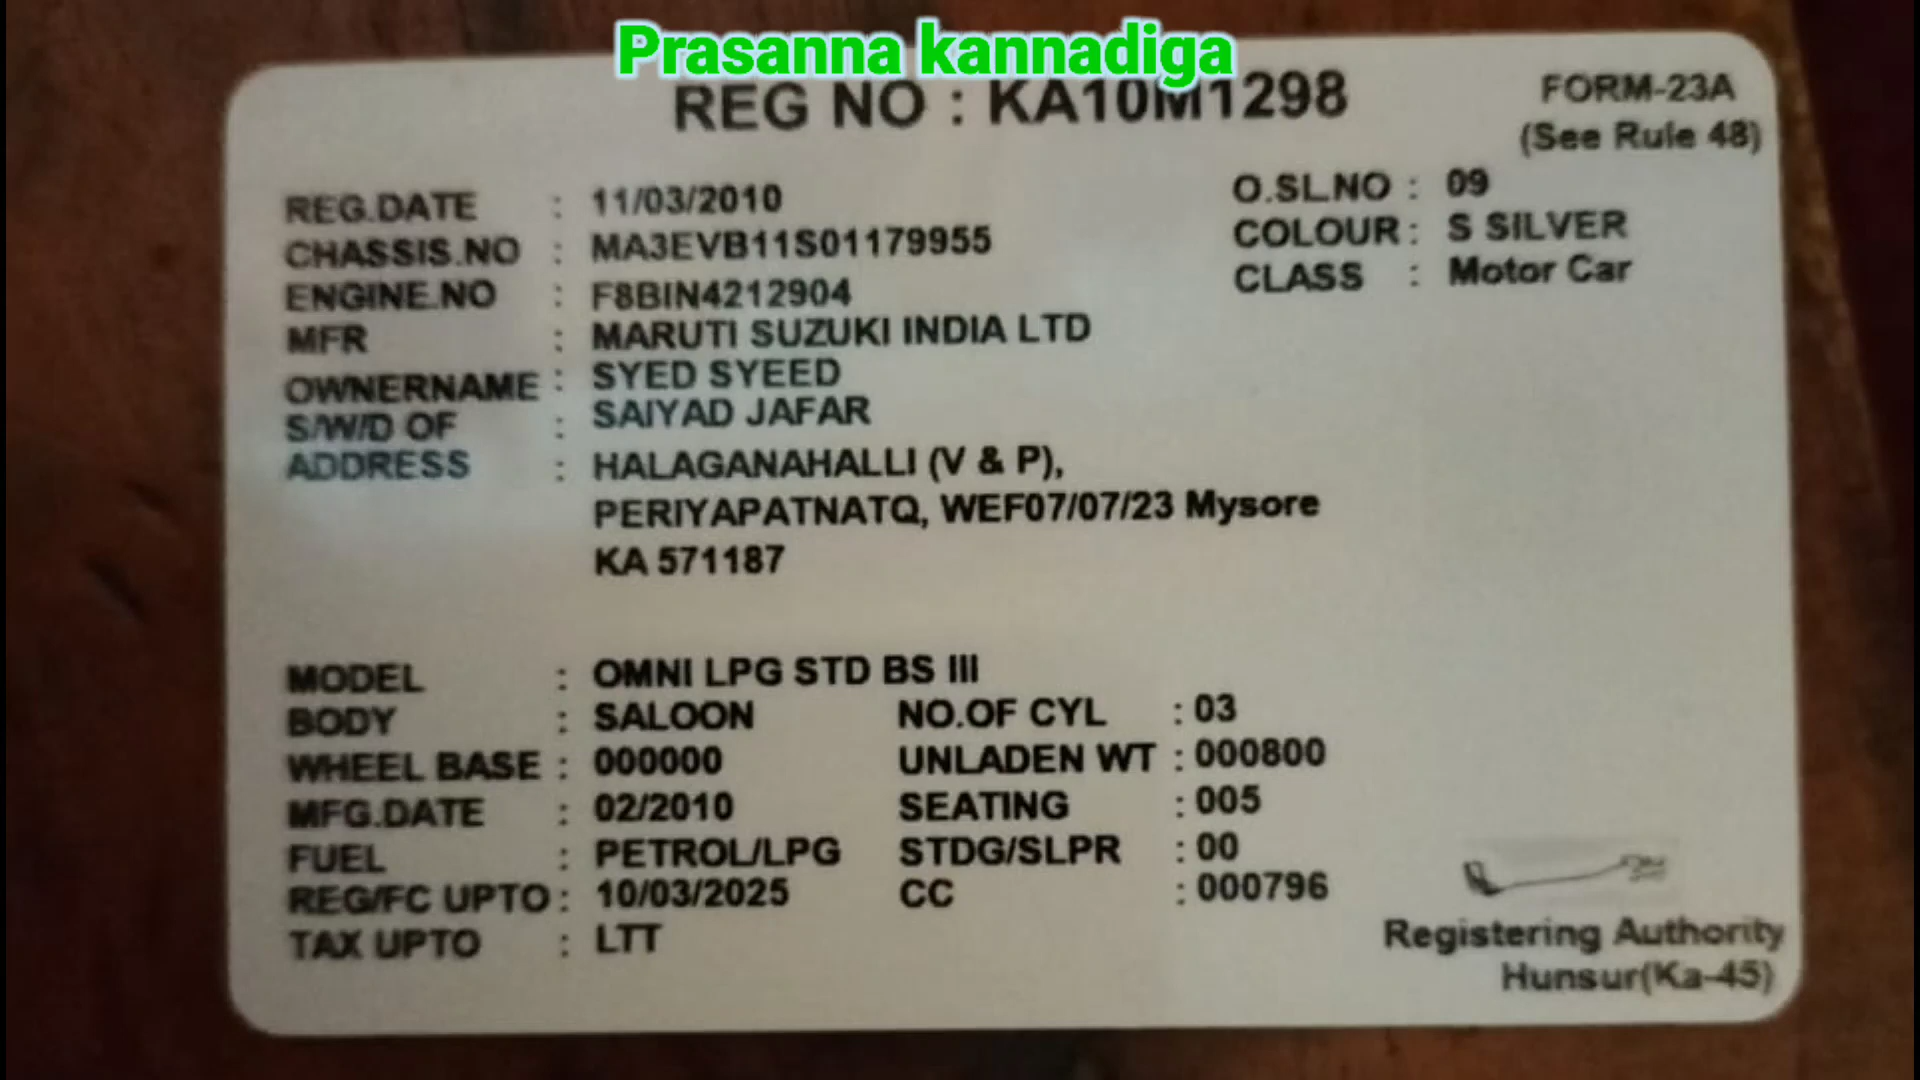 Prasanna kannadiga
REG NO : KA10M1298
FORM-23A
(See Rule 48)
REG.DATE : 11/03/2010
O.SL.NO : 09
CHASSIS.NO : MA3EVB11S01179955
COLOUR : S SILVER
ENGINE.NO : F8BIN4212904
CLASS : Motor Car
MFR : MARUTI SUZUKI INDIA LTD
OWNERNAME : SYED SYEED
S/W/D OF : SAIYAD JAFAR
ADDRESS : HALAGANAHALLI (V & P),
PERIYAPATNATQ, WEF07/07/23 Mysore
KA 571187
MODEL : OMNI LPG STD BS III
BODY : SALOON NO.OF CYL : 03
WHEEL BASE : 000000 UNLADEN WT : 000800
MFG.DATE : 02/2010 SEATING : 005
FUEL : PETROL/LPG STDG/SLPR : 00
REG/FC UPTO : 10/03/2025 CC : 000796
TAX UPTO : LTT
Registering Authority
Hunsur(Ka-45)